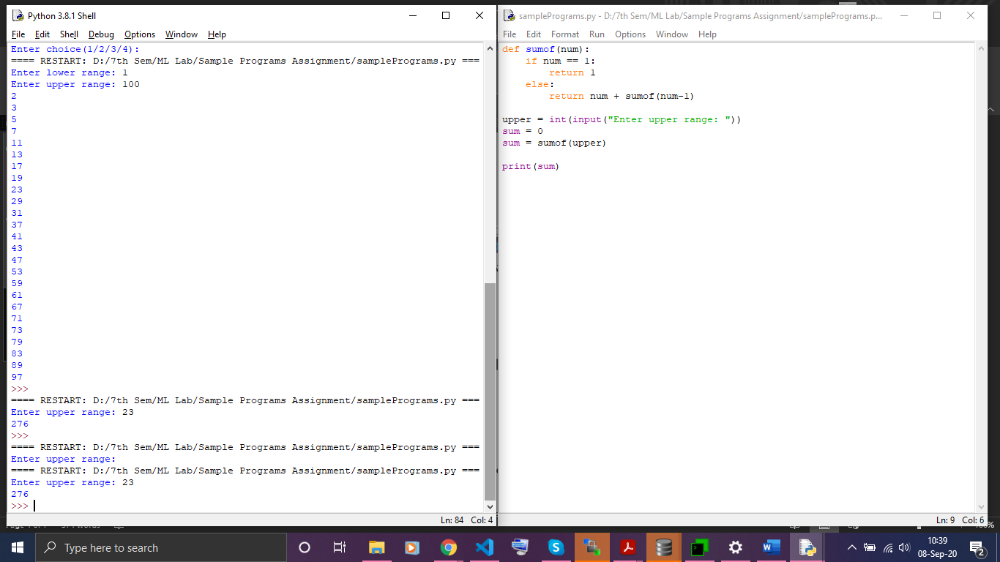 Python 3.8.1 Shell
File Edit Shell Debug Options Window Help
Enter choice(1/2/3/4):
==== RESTART: D:/7th Sem/ML Lab/Sample Programs Assignment/samplePrograms.py ===
Enter lower range: 1
Enter upper range: 100
2
3
5
7
11
13
17
19
23
29
31
37
41
43
47
53
59
61
67
71
73
79
83
89
97
>>>
==== RESTART: D:/7th Sem/ML Lab/Sample Programs Assignment/samplePrograms.py ===
Enter upper range: 23
276
>>>
==== RESTART: D:/7th Sem/ML Lab/Sample Programs Assignment/samplePrograms.py ===
Enter upper range:
==== RESTART: D:/7th Sem/ML Lab/Sample Programs Assignment/samplePrograms.py ===
Enter upper range: 23
276
>>>
Ln: 84 Col: 4
samplePrograms.py - D:/7th Sem/ML Lab/Sample Programs Assignment/samplePrograms.p...
File Edit Format Run Options Window Help
def sumof(num):
    if num == 1:
        return 1
    else:
        return num + sumof(num-1)
upper = int(input("Enter upper range: "))
sum = 0
sum = sumof(upper)
print(sum)
Ln: 9 Col: 6
Type here to search
10:39
08-Sep-20
2